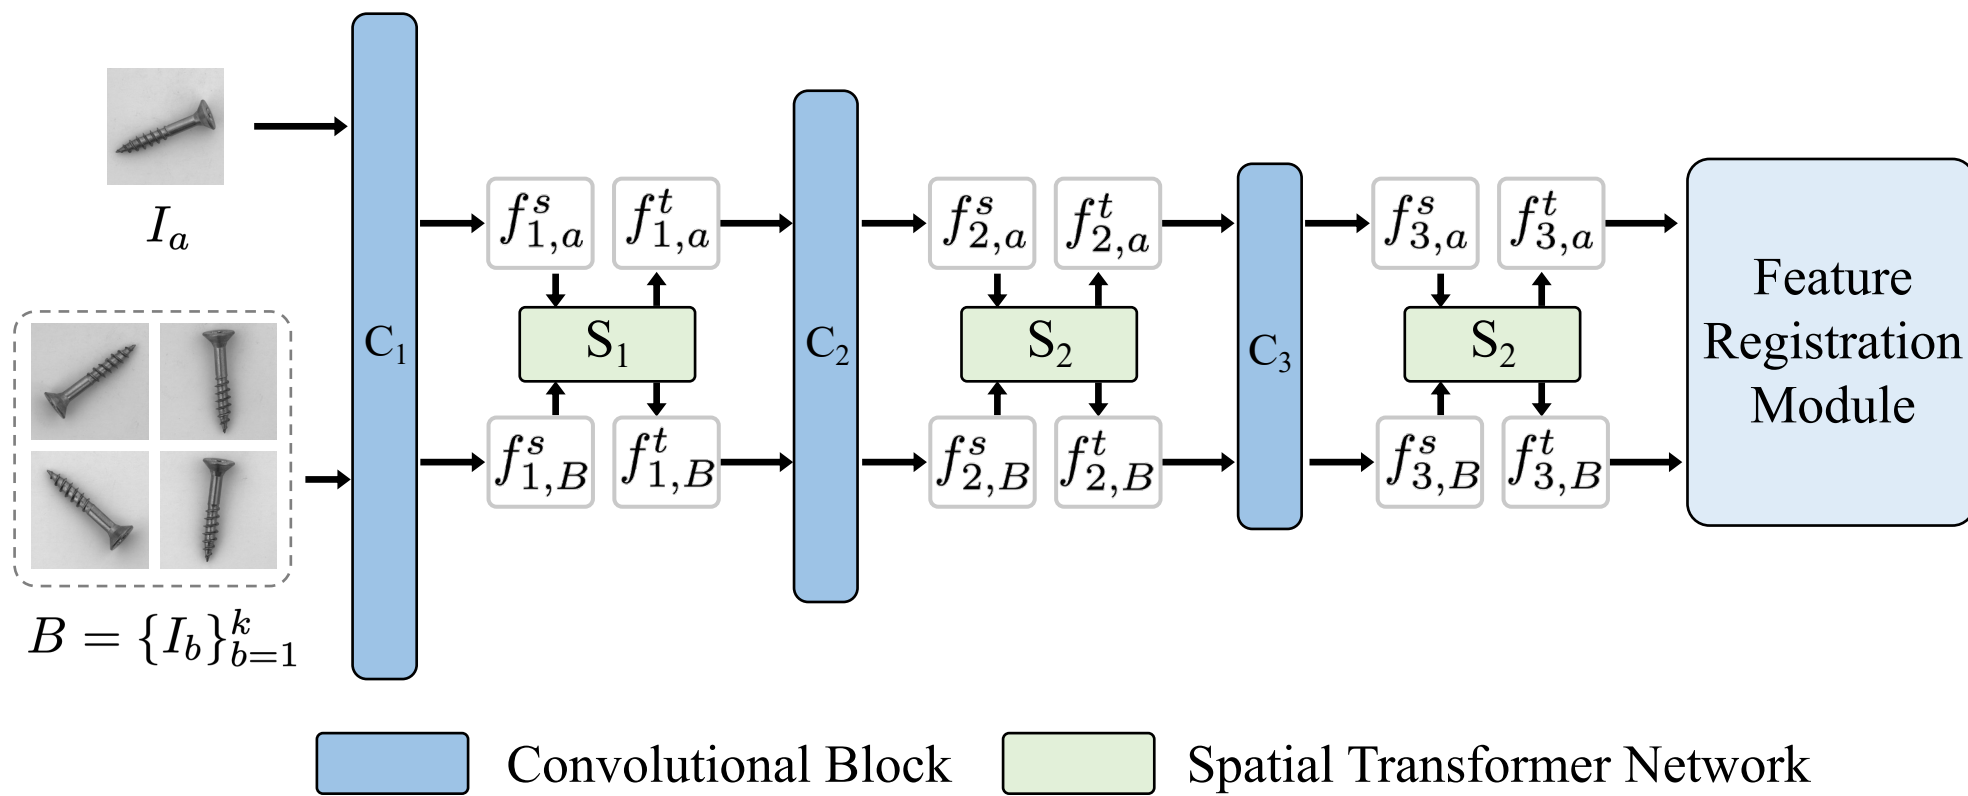 I_a
B = {I_b}_{b=1}^{k}
C_1
f^s_{1,a}
f^t_{1,a}
S_1
f^s_{1,B}
f^t_{1,B}
C_2
f^s_{2,a}
f^t_{2,a}
S_2
f^s_{2,B}
f^t_{2,B}
C_3
f^s_{3,a}
f^t_{3,a}
S_2
f^s_{3,B}
f^t_{3,B}
Feature
Registration
Module
Convolutional Block
Spatial Transformer Network